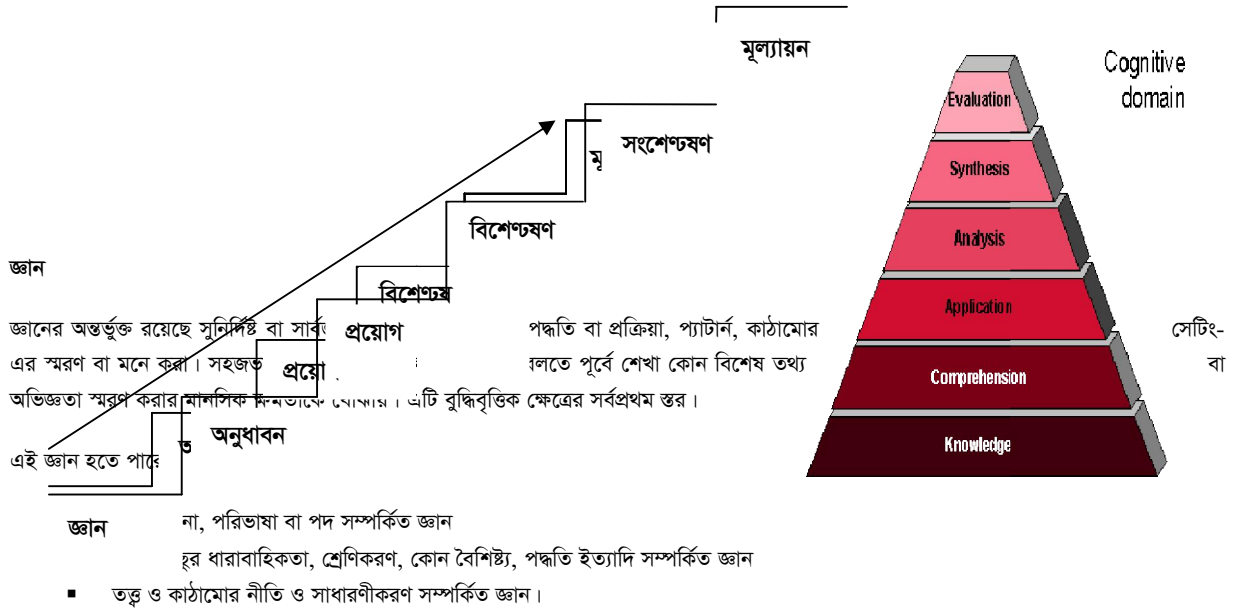 মূল্যায়ন
Cognitive
domain
Evaluation
সংশেণ্ঢষণ
Synthesis
বিশেণ্ঢষণ
Analysis
জ্ঞান
বিশেণ্ঢষ
Application
জ্ঞানের অন্তর্ভুক্ত রয়েছে সুনির্দিষ্ট বা প্রয়োগ পদ্ধতি বা প্রক্রিয়া, প্যাটার্ন, কাঠামোর সেটিং-
এর স্মরণ বা মনে করা। প্রয়ো বলতে পূর্বে শেখা কোন বিশেষ তথ্য বা
Comprehension
অভিজ্ঞতা স্মরণ করার মানসিক ক্ষমতাকে বোঝায়। এটি বুদ্ধিবৃত্তিক ক্ষেত্রের সর্বপ্রথম স্তর।
অনুধাবন
Knowledge
এই জ্ঞান হতে পারে
জ্ঞান
না, পরিভাষা বা পদ সম্পর্কিত জ্ঞান
ধারাবাহিকতা, শ্রেণিকরণ, কোন বৈশিষ্ট্য, পদ্ধতি ইত্যাদি সম্পর্কিত জ্ঞান
▪ তত্ত্ব ও কাঠামোর নীতি ও সাধারণীকরণ সম্পর্কিত জ্ঞান।